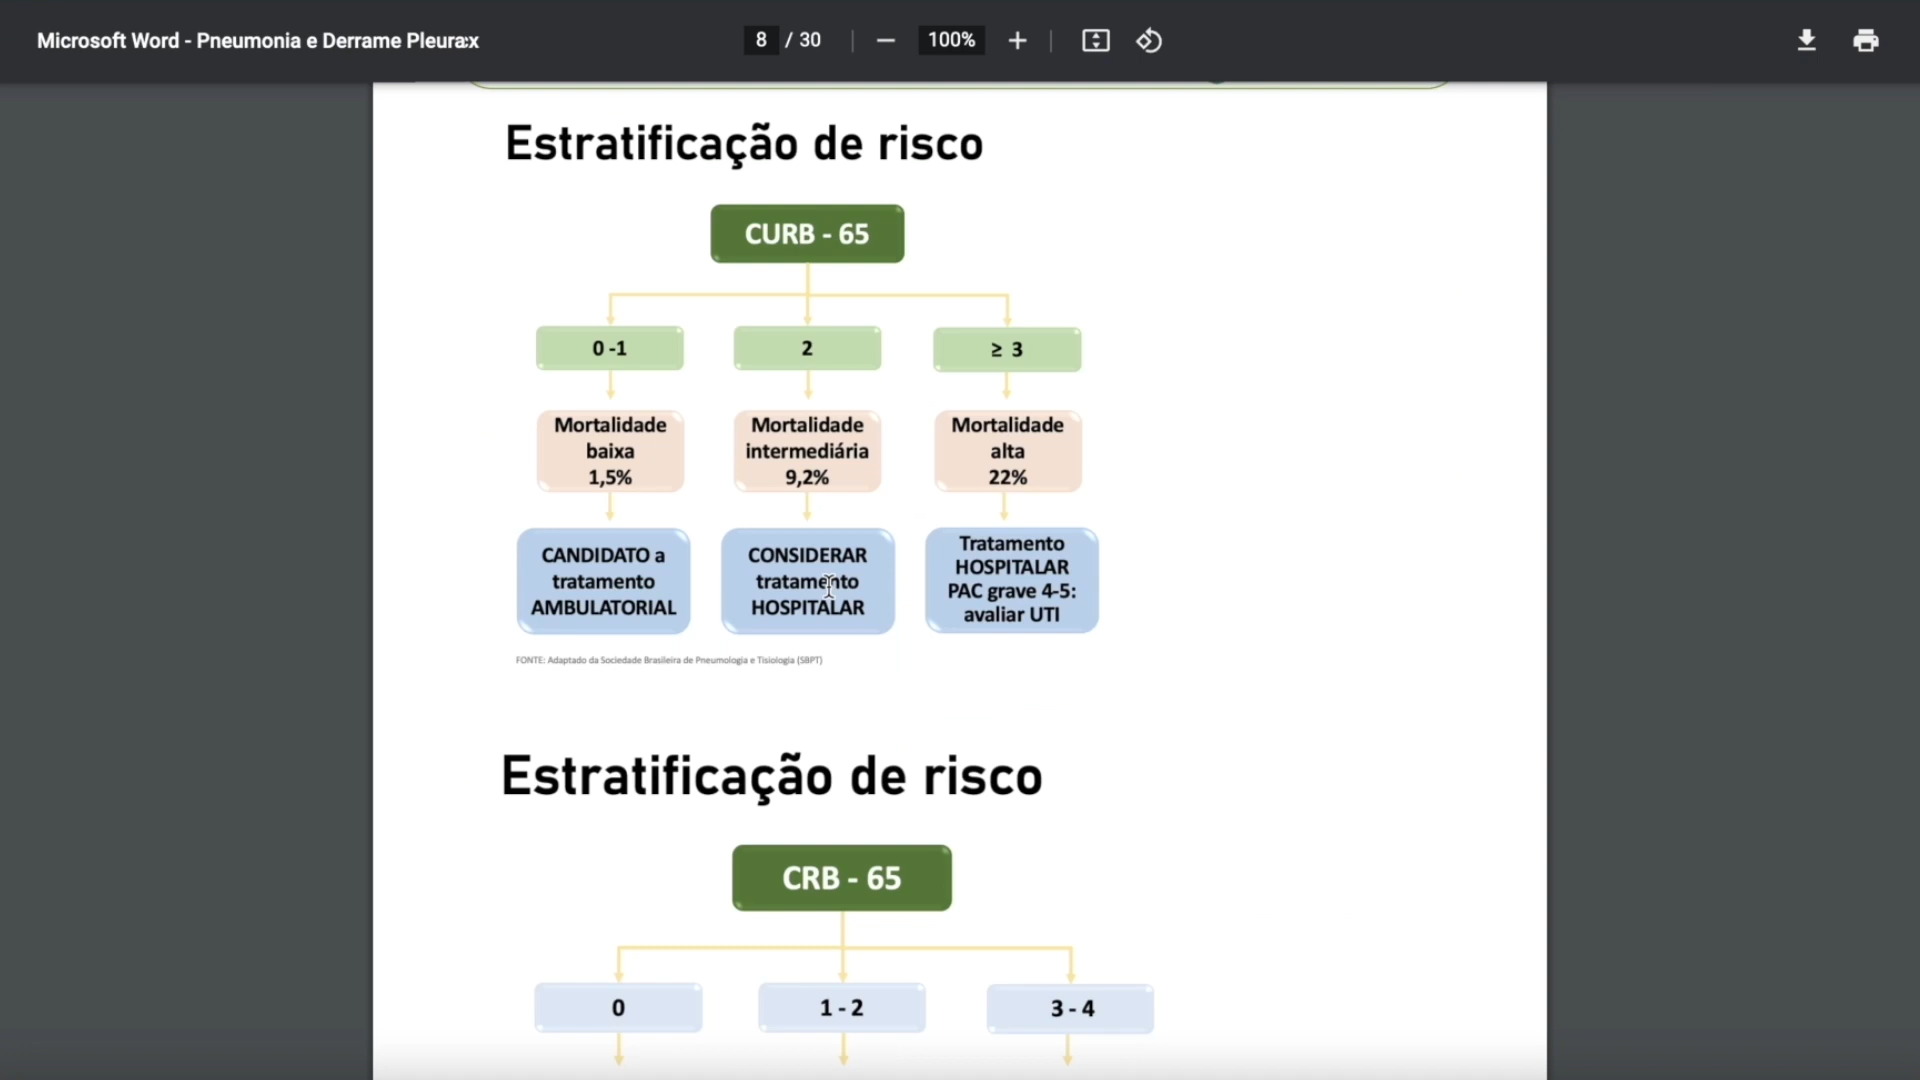 Microsoft Word - Pneumonia e Derrame Pleura:x
8 / 30
100%
Estratificação de risco
CURB - 65
0 -1
2
≥ 3
Mortalidade
baixa
1,5%
Mortalidade
intermediária
9,2%
Mortalidade
alta
22%
CANDIDATO a
tratamento
AMBULATORIAL
CONSIDERAR
tratamento
HOSPITALAR
Tratamento
HOSPITALAR
PAC grave 4-5:
avaliar UTI
FONTE: Adaptado da Sociedade Brasileira de Pneumologia e Tisiologia (SBPT)
Estratificação de risco
CRB - 65
0
1 - 2
3 - 4